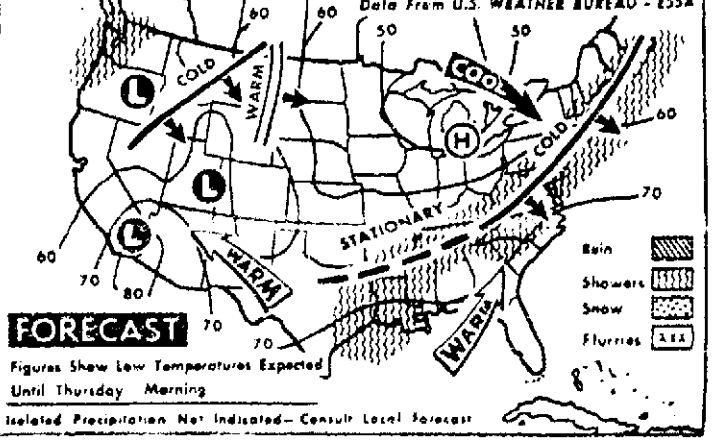 Data From U.S. WEATHER BUREAU - ESSA
60
60
50
50
COLD
WARM
COOL
L
H
COLD
60
L
70
STATIONARY
L
60
70
80
WARM
70
70
WARM
Rain
Showers
Snow
Flurries
FORECAST
Figures Show Low Temperatures Expected
Until Thursday Morning
Isolated Precipitation Not Indicated— Consult Local Forecast